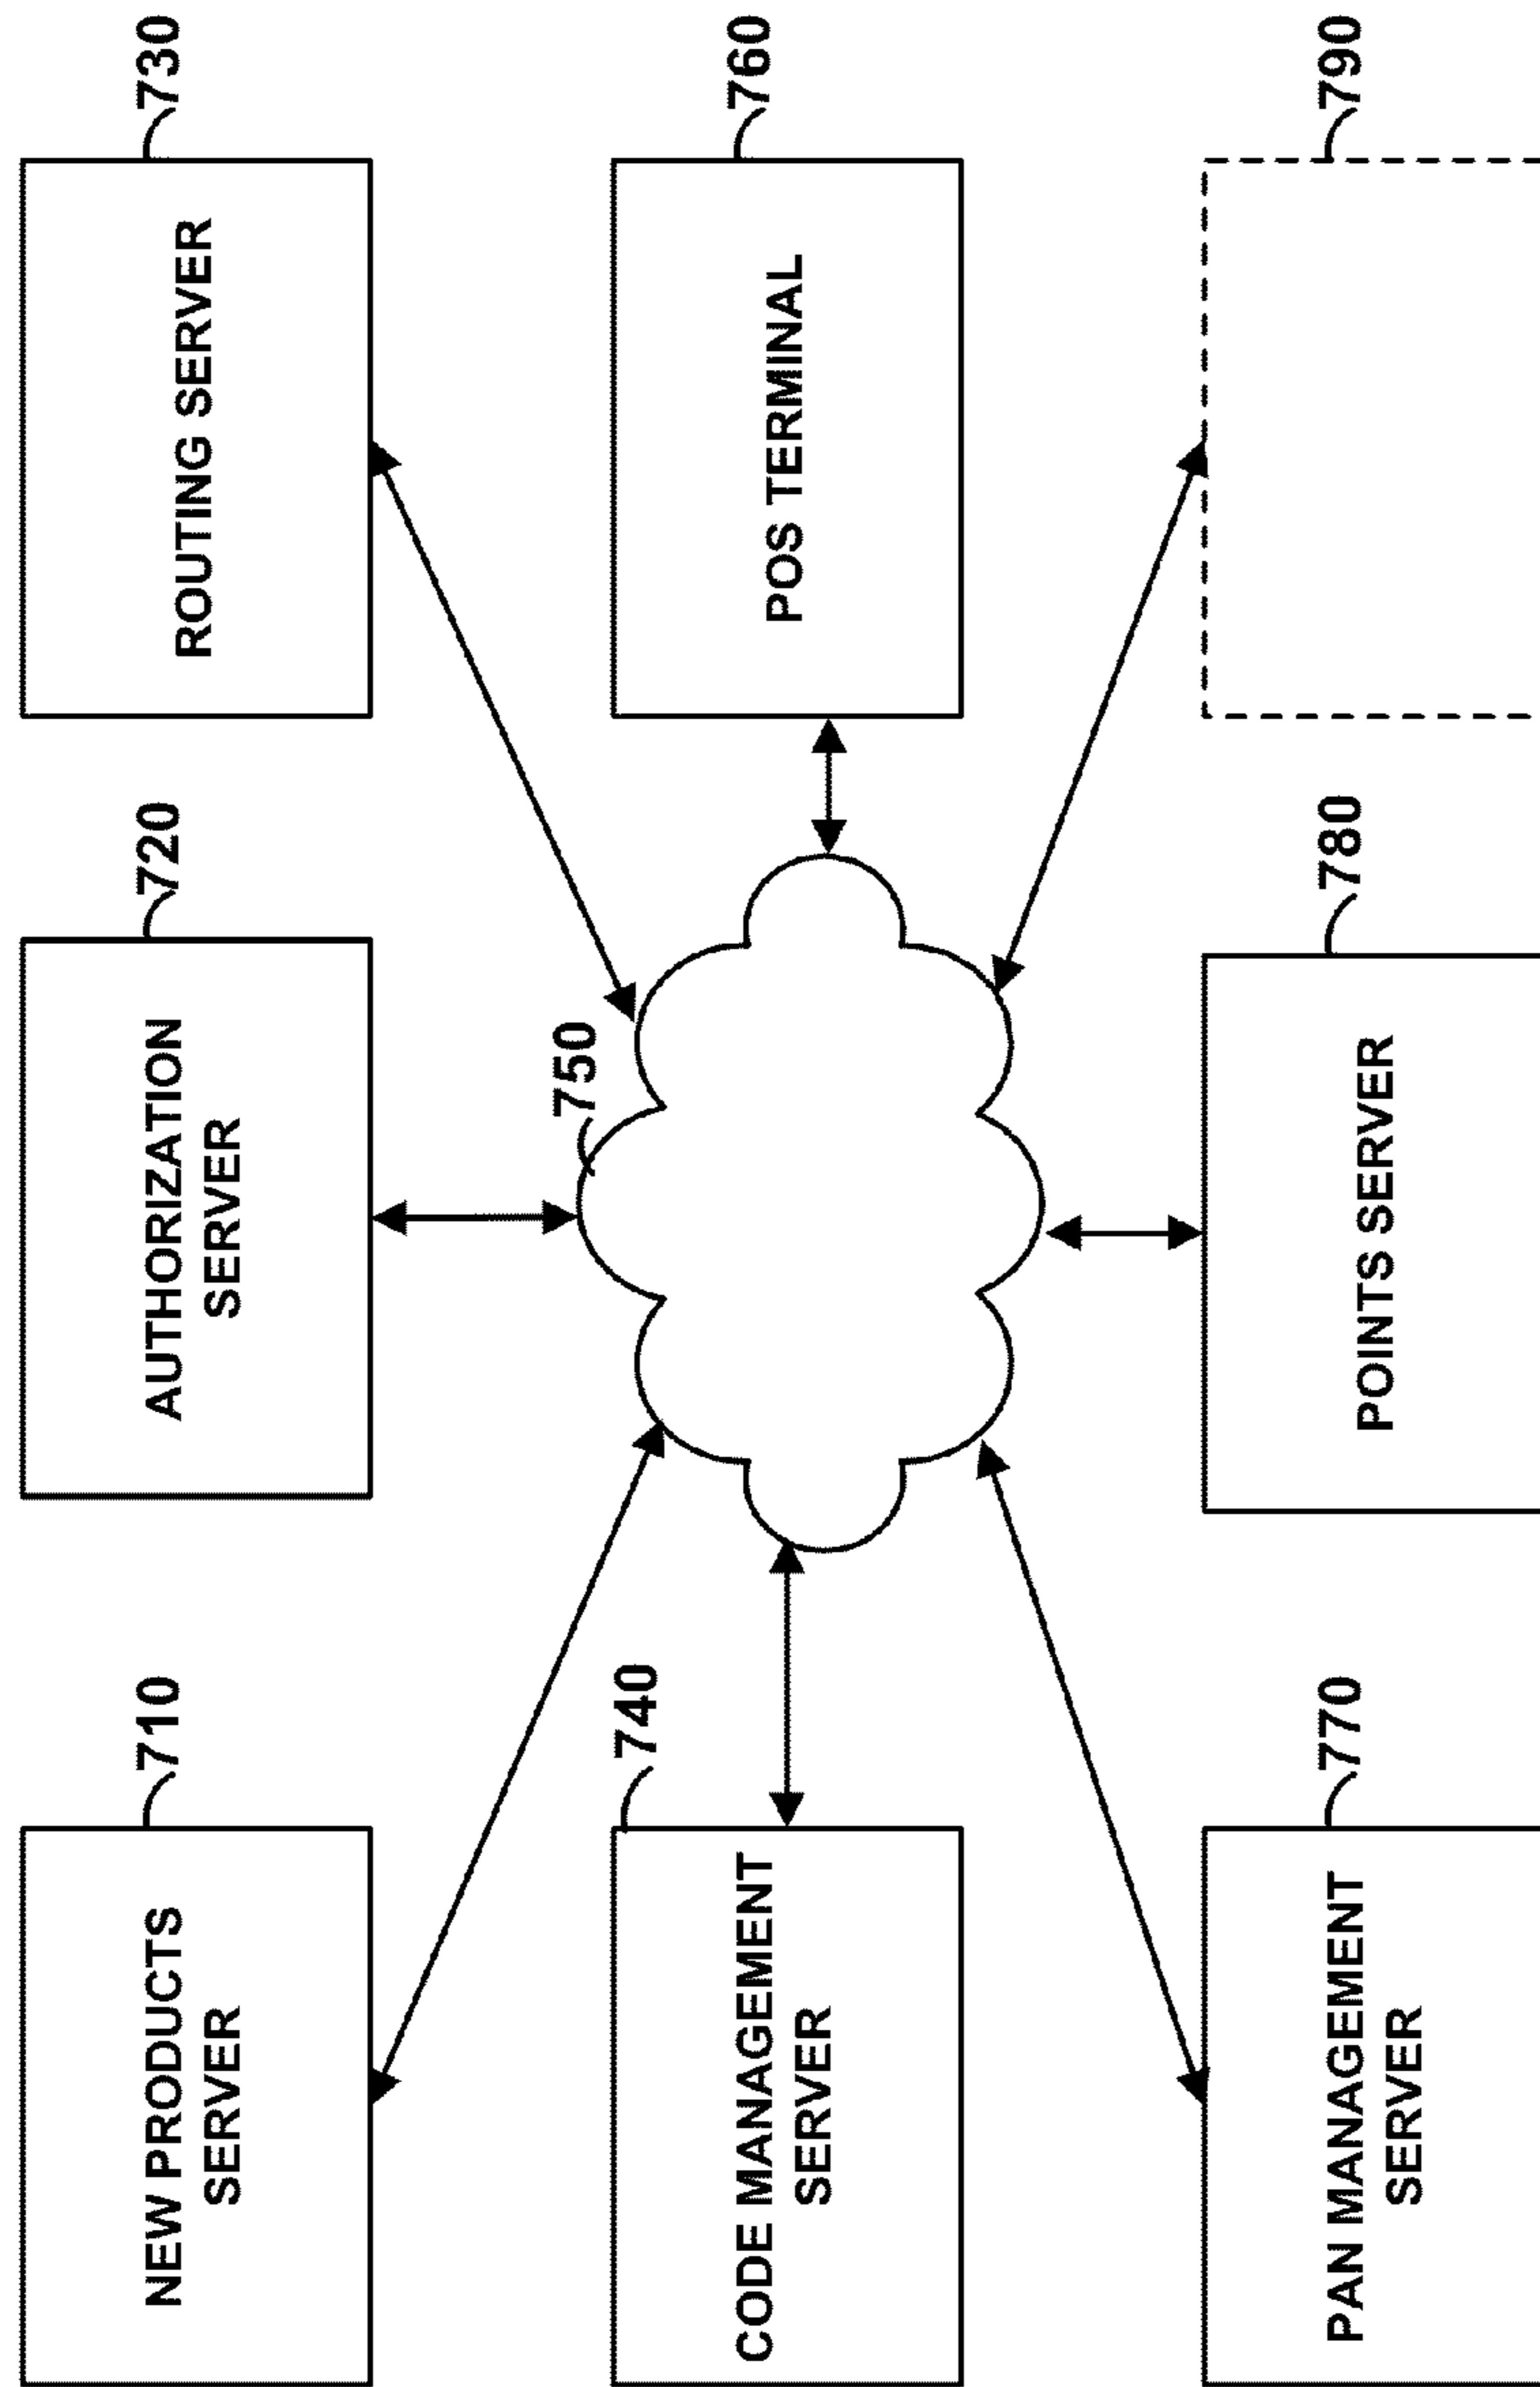 710
NEW PRODUCTS
SERVER
720
AUTHORIZATION
SERVER
730
ROUTING SERVER
740
CODE MANAGEMENT
SERVER
750
760
POS TERMINAL
770
PAN MANAGEMENT
SERVER
780
POINTS SERVER
790